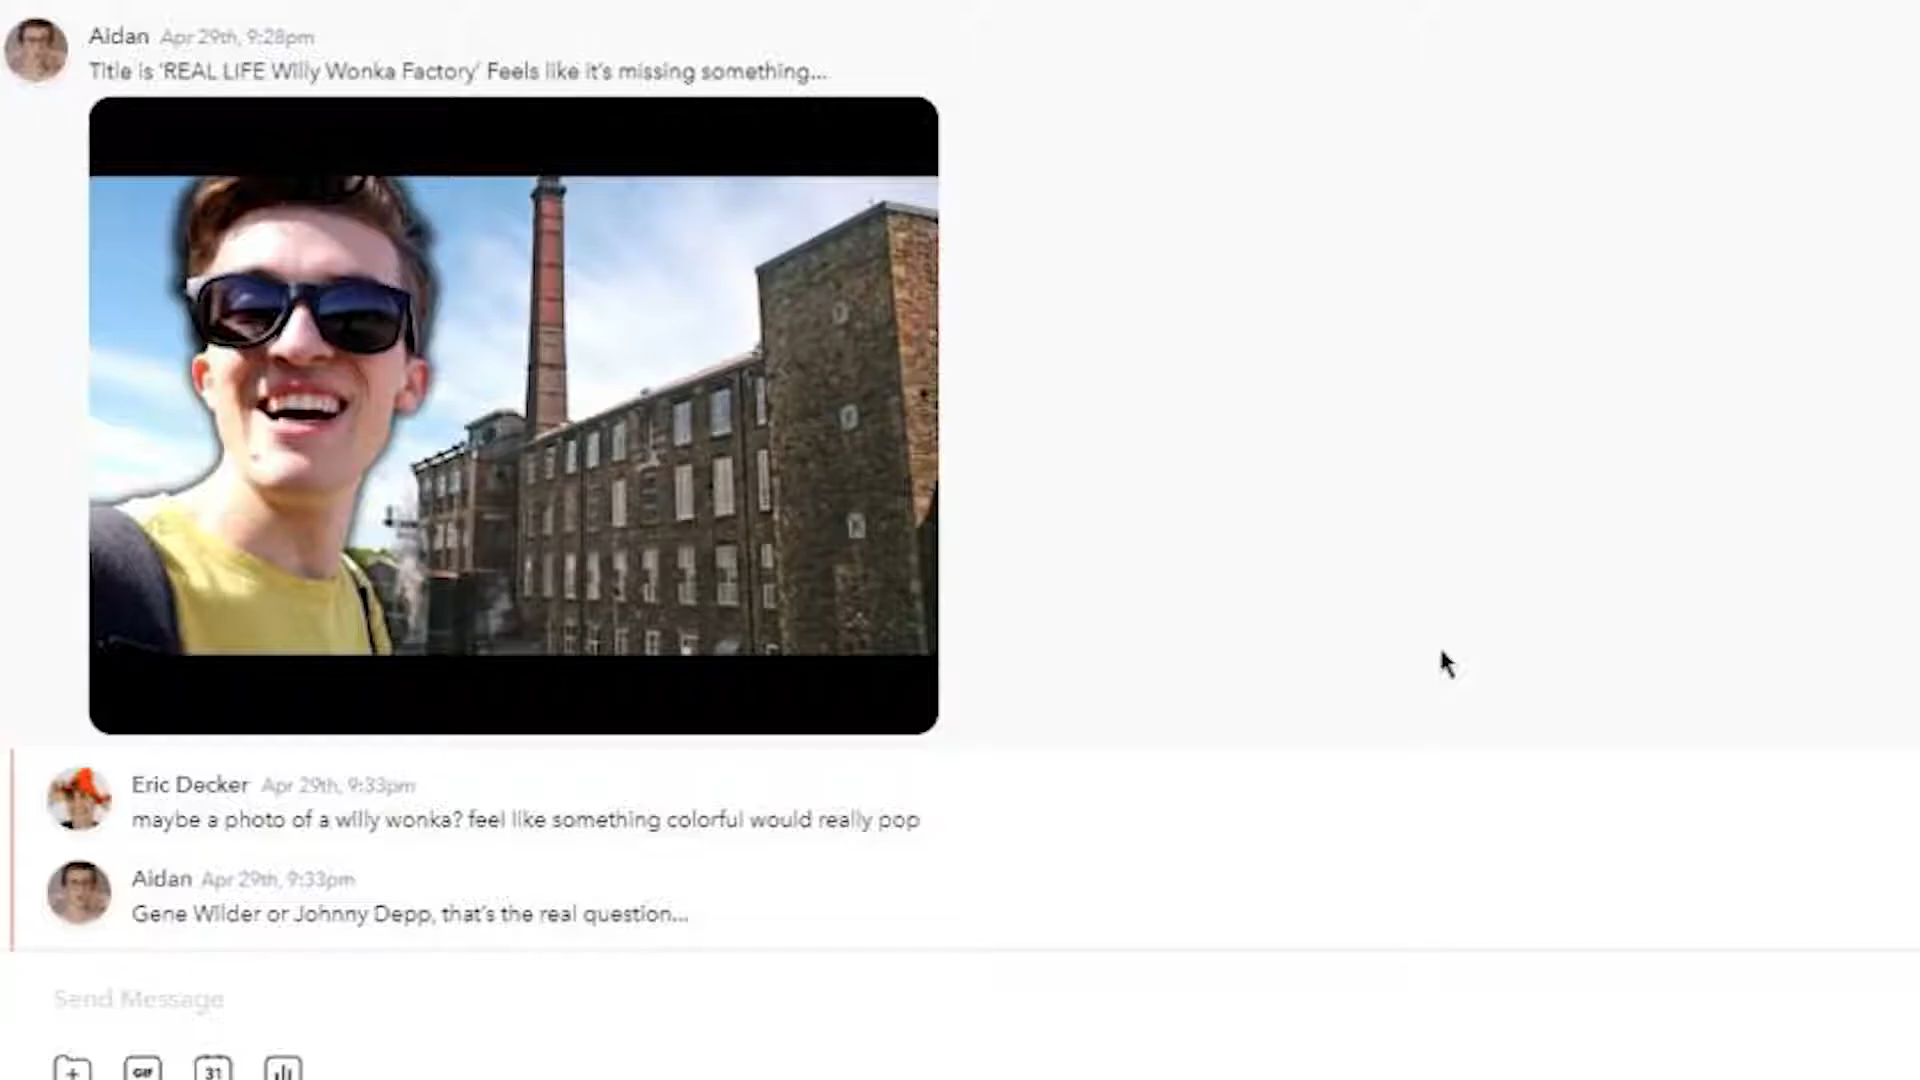 Aidan Apr 29th, 9:28pm
Title is 'REAL LIFE Willy Wonka Factory' Feels like it's missing something...
Eric Decker Apr 29th, 9:33pm
maybe a photo of a willy wonka? feel like something colorful would really pop
Aidan Apr 29th, 9:33pm
Gene Wilder or Johnny Depp, that's the real question...
Send Message
GIF 31